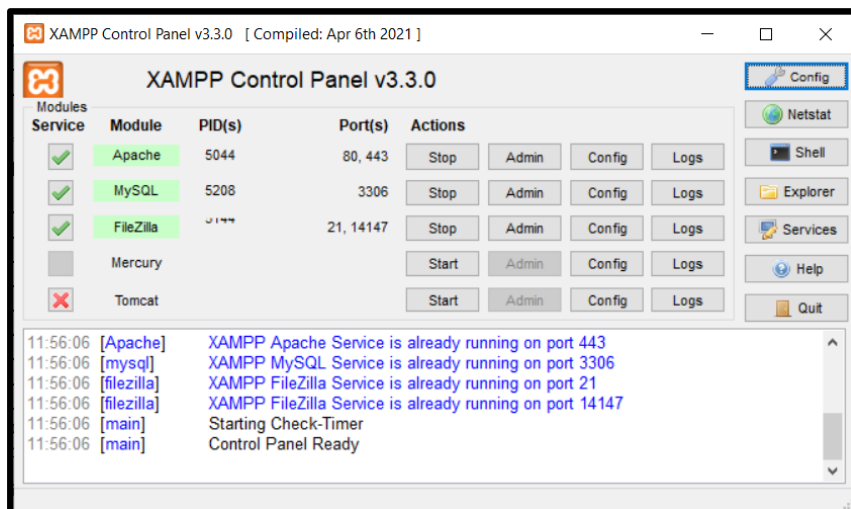 XAMPP Control Panel v3.3.0 [ Compiled: Apr 6th 2021 ]
XAMPP Control Panel v3.3.0
Config
Modules
Service Module PID(s) Port(s) Actions
Netstat
Apache 5044 80, 443 Stop Admin Config Logs
Shell
MySQL 5208 3306 Stop Admin Config Logs
Explorer
FileZilla 21, 14147 Stop Admin Config Logs
Services
Mercury Start Admin Config Logs
Help
Tomcat Start Admin Config Logs
Quit
11:56:06 [Apache] XAMPP Apache Service is already running on port 443
11:56:06 [mysql] XAMPP MySQL Service is already running on port 3306
11:56:06 [filezilla] XAMPP FileZilla Service is already running on port 21
11:56:06 [filezilla] XAMPP FileZilla Service is already running on port 14147
11:56:06 [main] Starting Check-Timer
11:56:06 [main] Control Panel Ready